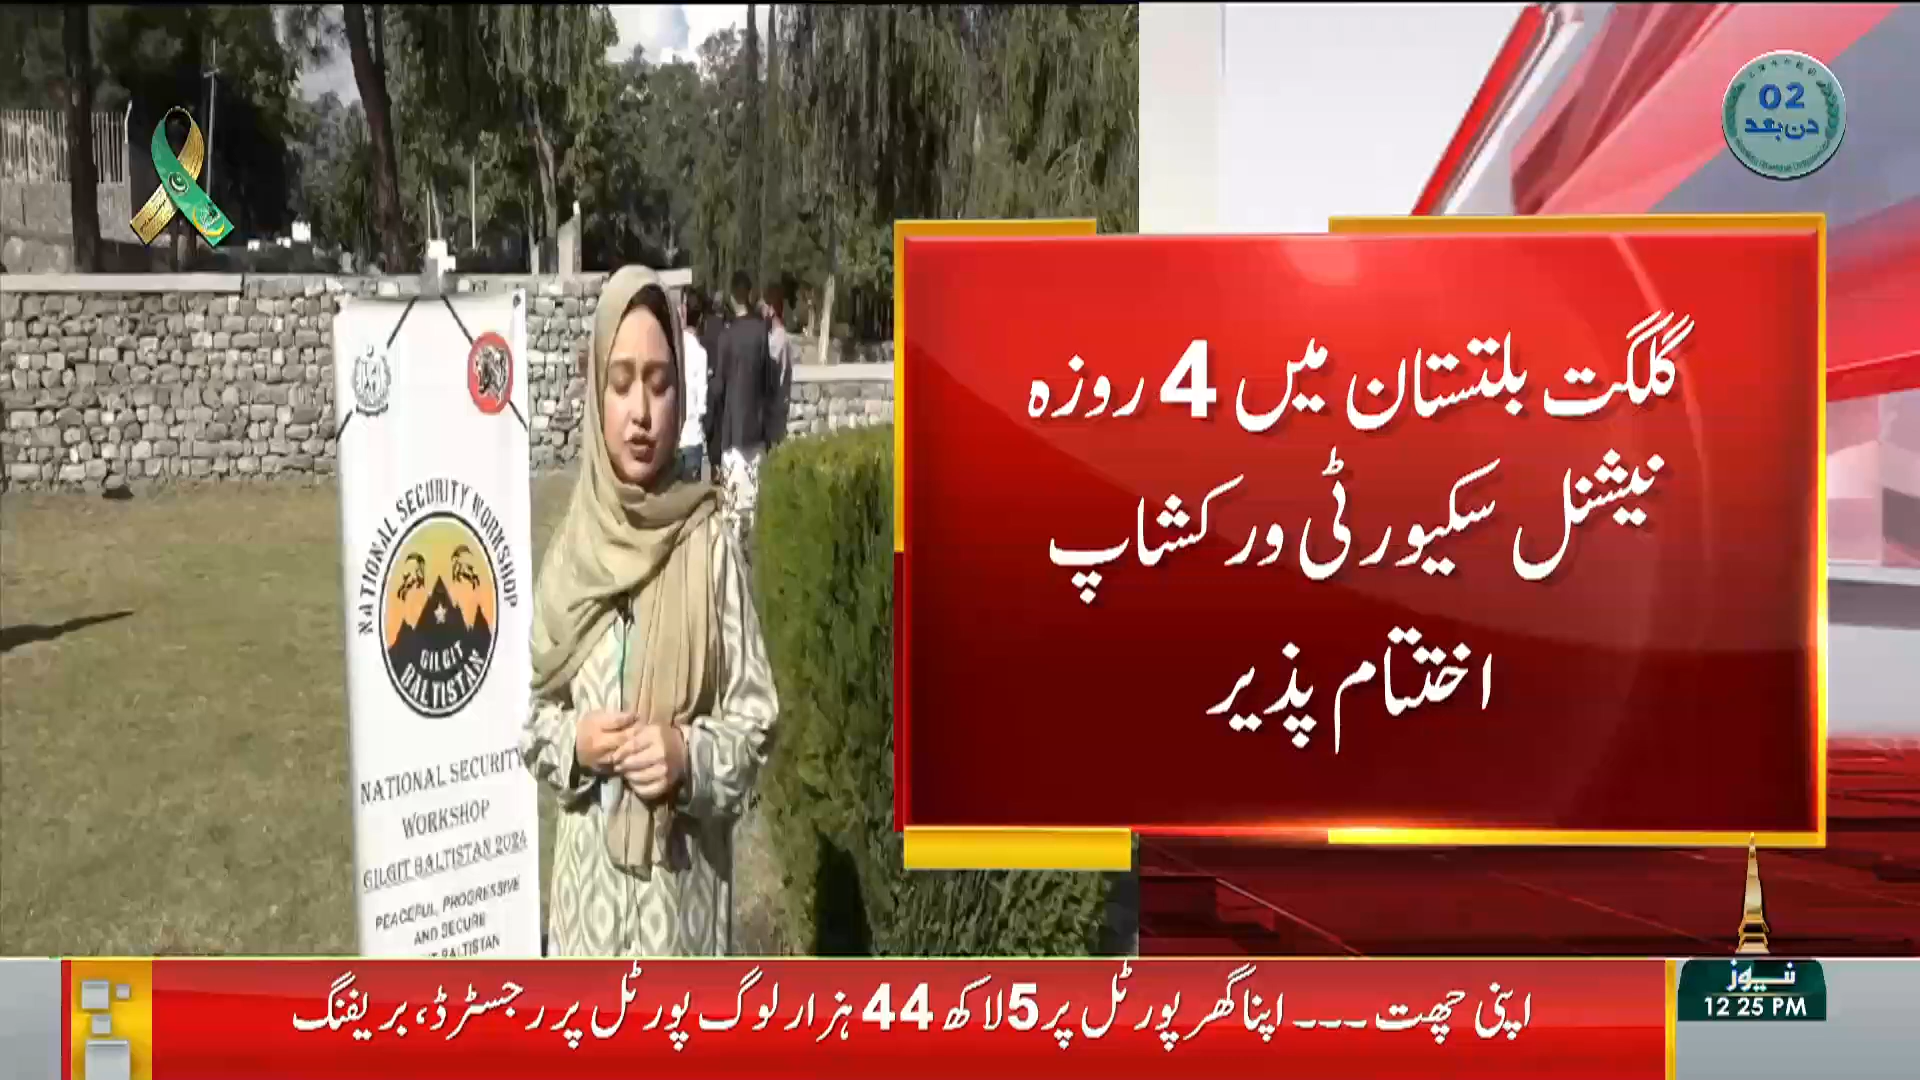 02
دن بعد
گلگت بلتستان میں 4 روزہ
نیشنل سکیورٹی ورکشاپ
اختتام پذیر
NATIONAL SECURITY WORKSHOP
GILGIT
BALTISTAN
NATIONAL SECURITY
WORKSHOP
GILGIT BALTISTAN 2024
PEACEFUL, PROGRESSIVE
AND SECURE
BALTISTAN
اپنی چھت ۔۔۔ اپنا گھر پورٹل پر 5 لاکھ 44 ہزار لوگ پورٹل پر رجسٹرڈ، بریفنگ
نیوز
12 25 PM